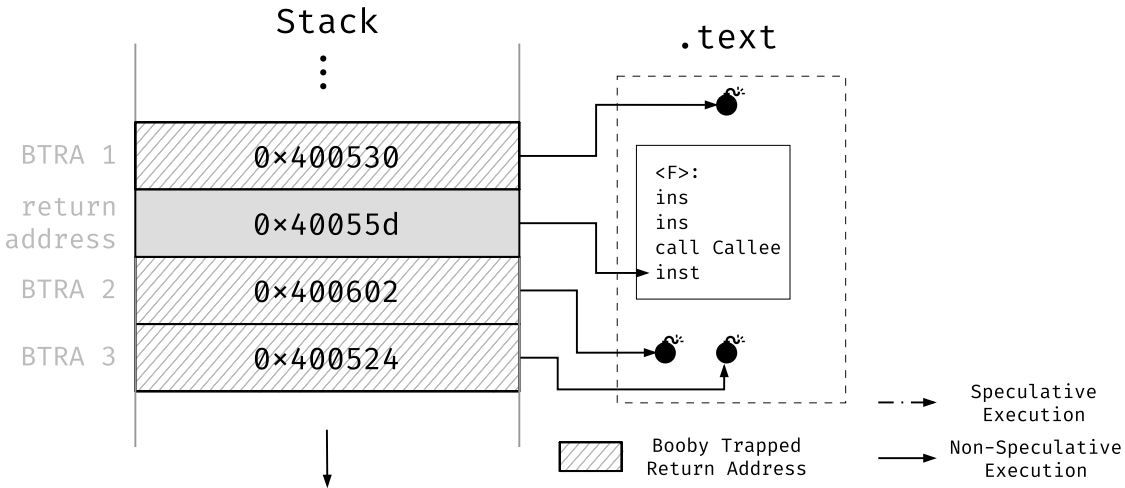 Stack
.text
BTRA 1
0×400530
return
address
0×40055d
BTRA 2
0×400602
BTRA 3
0×400524
<F>:
ins
ins
call Callee
inst
Booby Trapped
Return Address
Speculative
Execution
Non-Speculative
Execution